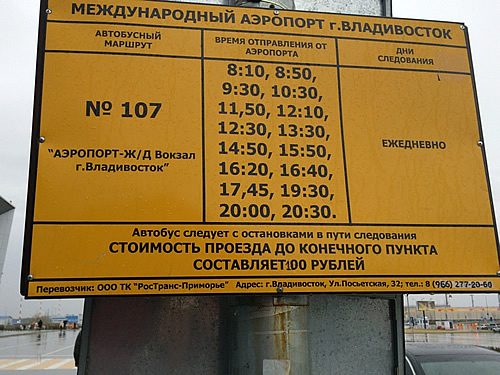 МЕЖДУНАРОДНЫЙ АЭРОПОРТ г.ВЛАДИВОСТОК
АВТОБУСНЫЙ
МАРШРУТ
ВРЕМЯ ОТПРАВЛЕНИЯ ОТ
АЭРОПОРТА
ДНИ
СЛЕДОВАНИЯ
№ 107
"АЭРОПОРТ-Ж/Д Вокзал
г.Владивосток"
8:10, 8:50,
9:30, 10:30,
11,50, 12:10,
12:30, 13:30,
14:50, 15:50,
16:20, 16:40,
17,45, 19:30,
20:00, 20:30.
ЕЖЕДНЕВНО
Автобус следует с остановками в пути следования
СТОИМОСТЬ ПРОЕЗДА ДО КОНЕЧНОГО ПУНКТА
СОСТАВЛЯЕТ 100 РУБЛЕЙ
Перевозчик: ООО ТК "РосТранс-Приморье" Адрес: г.Владивосток, Ул.Посьетская, 32; тел.: 8 (966) 277-20-60